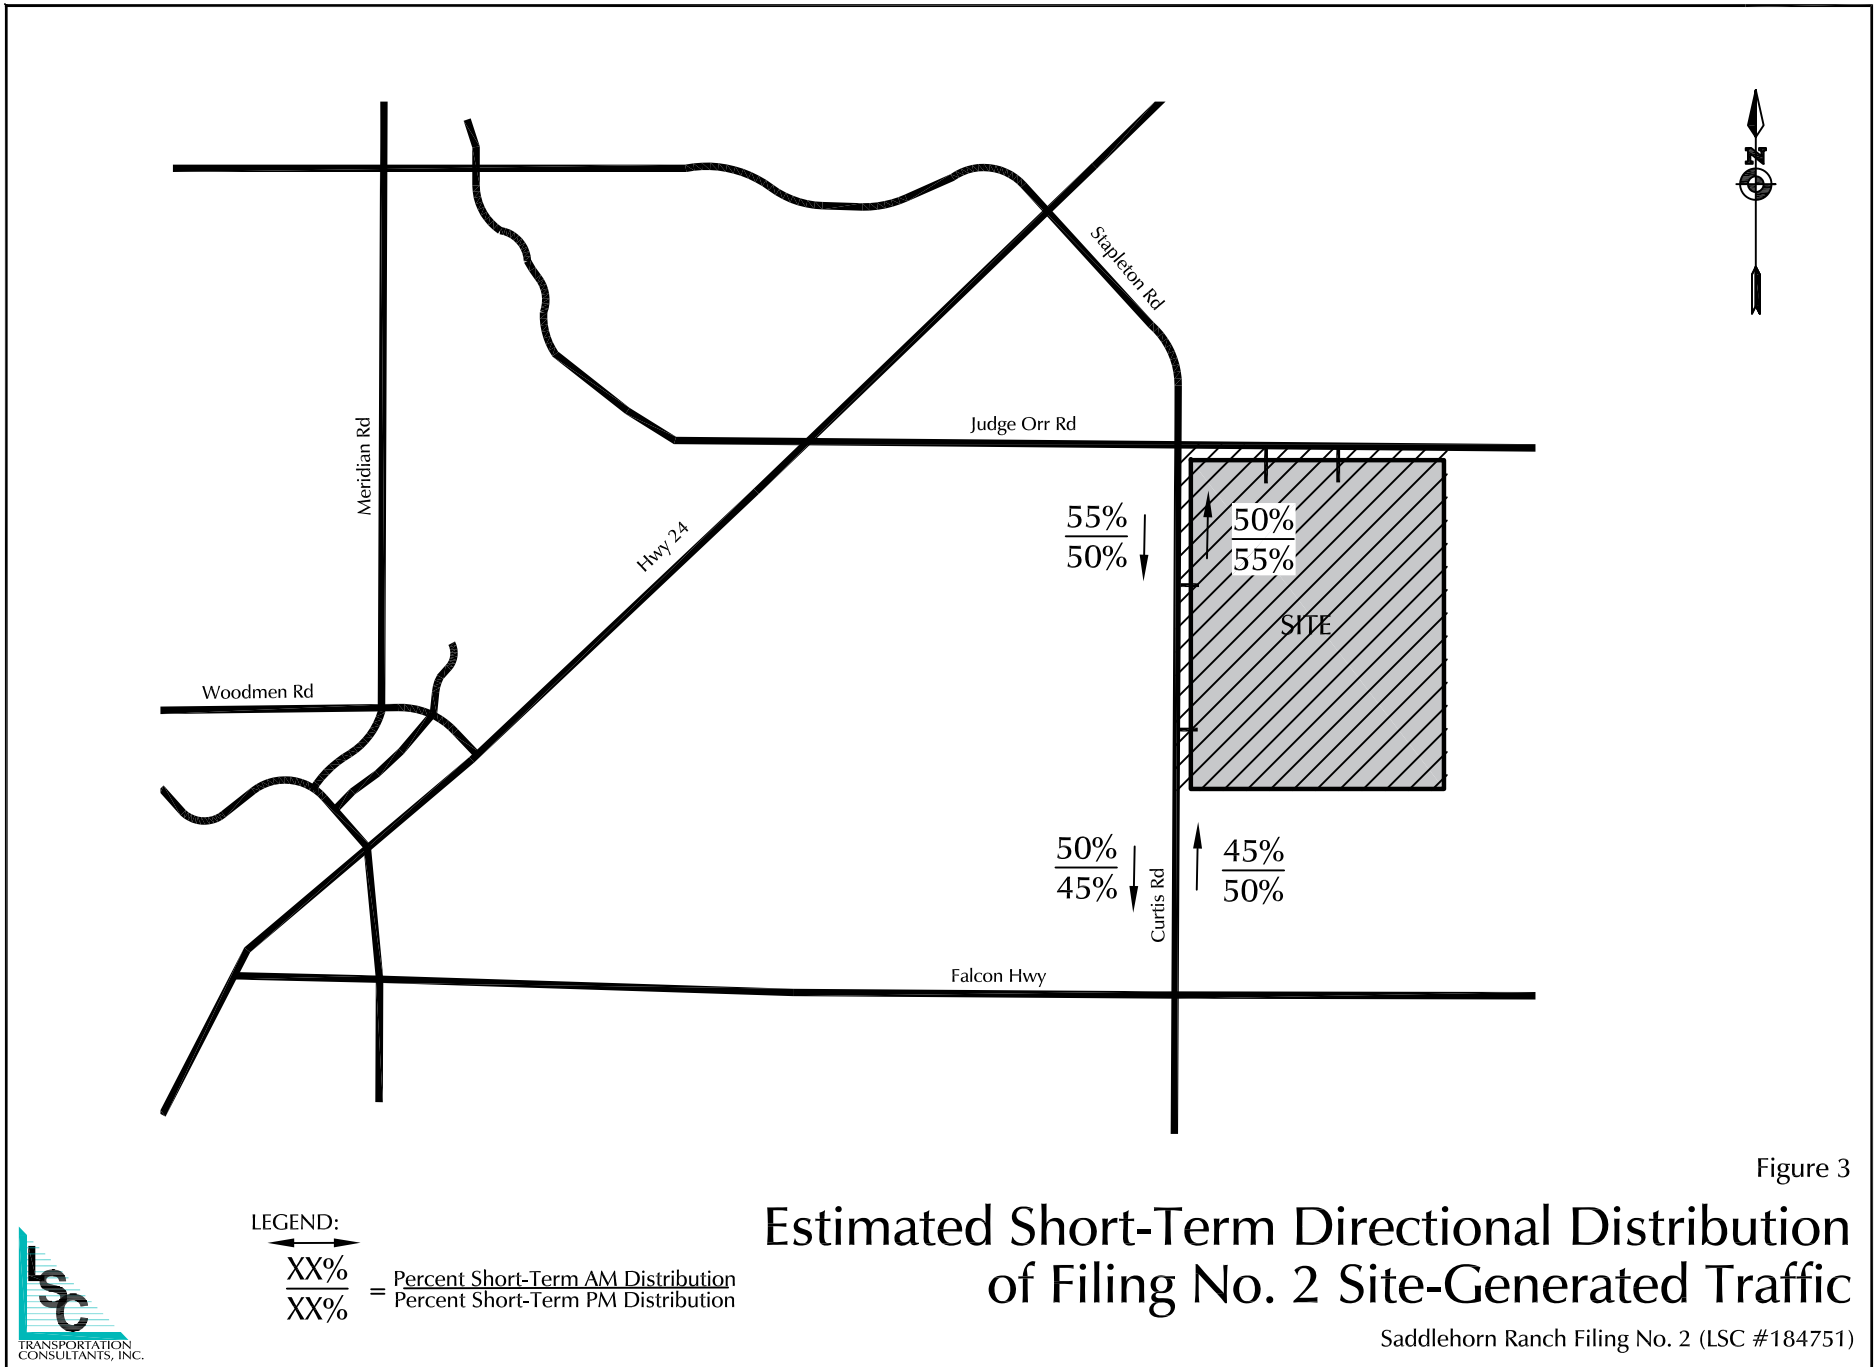 N
Stapleton Rd
Judge Orr Rd
Meridian Rd
Hwy 24
55%
50%
50%
55%
SITE
Woodmen Rd
50%
45%
45%
50%
Curtis Rd
Falcon Hwy
Figure 3
Estimated Short-Term Directional Distribution
of Filing No. 2 Site-Generated Traffic
Saddlehorn Ranch Filing No. 2 (LSC #184751)
LEGEND:
XX%
XX%
= Percent Short-Term AM Distribution
Percent Short-Term PM Distribution
LSC
TRANSPORTATION
CONSULTANTS, INC.